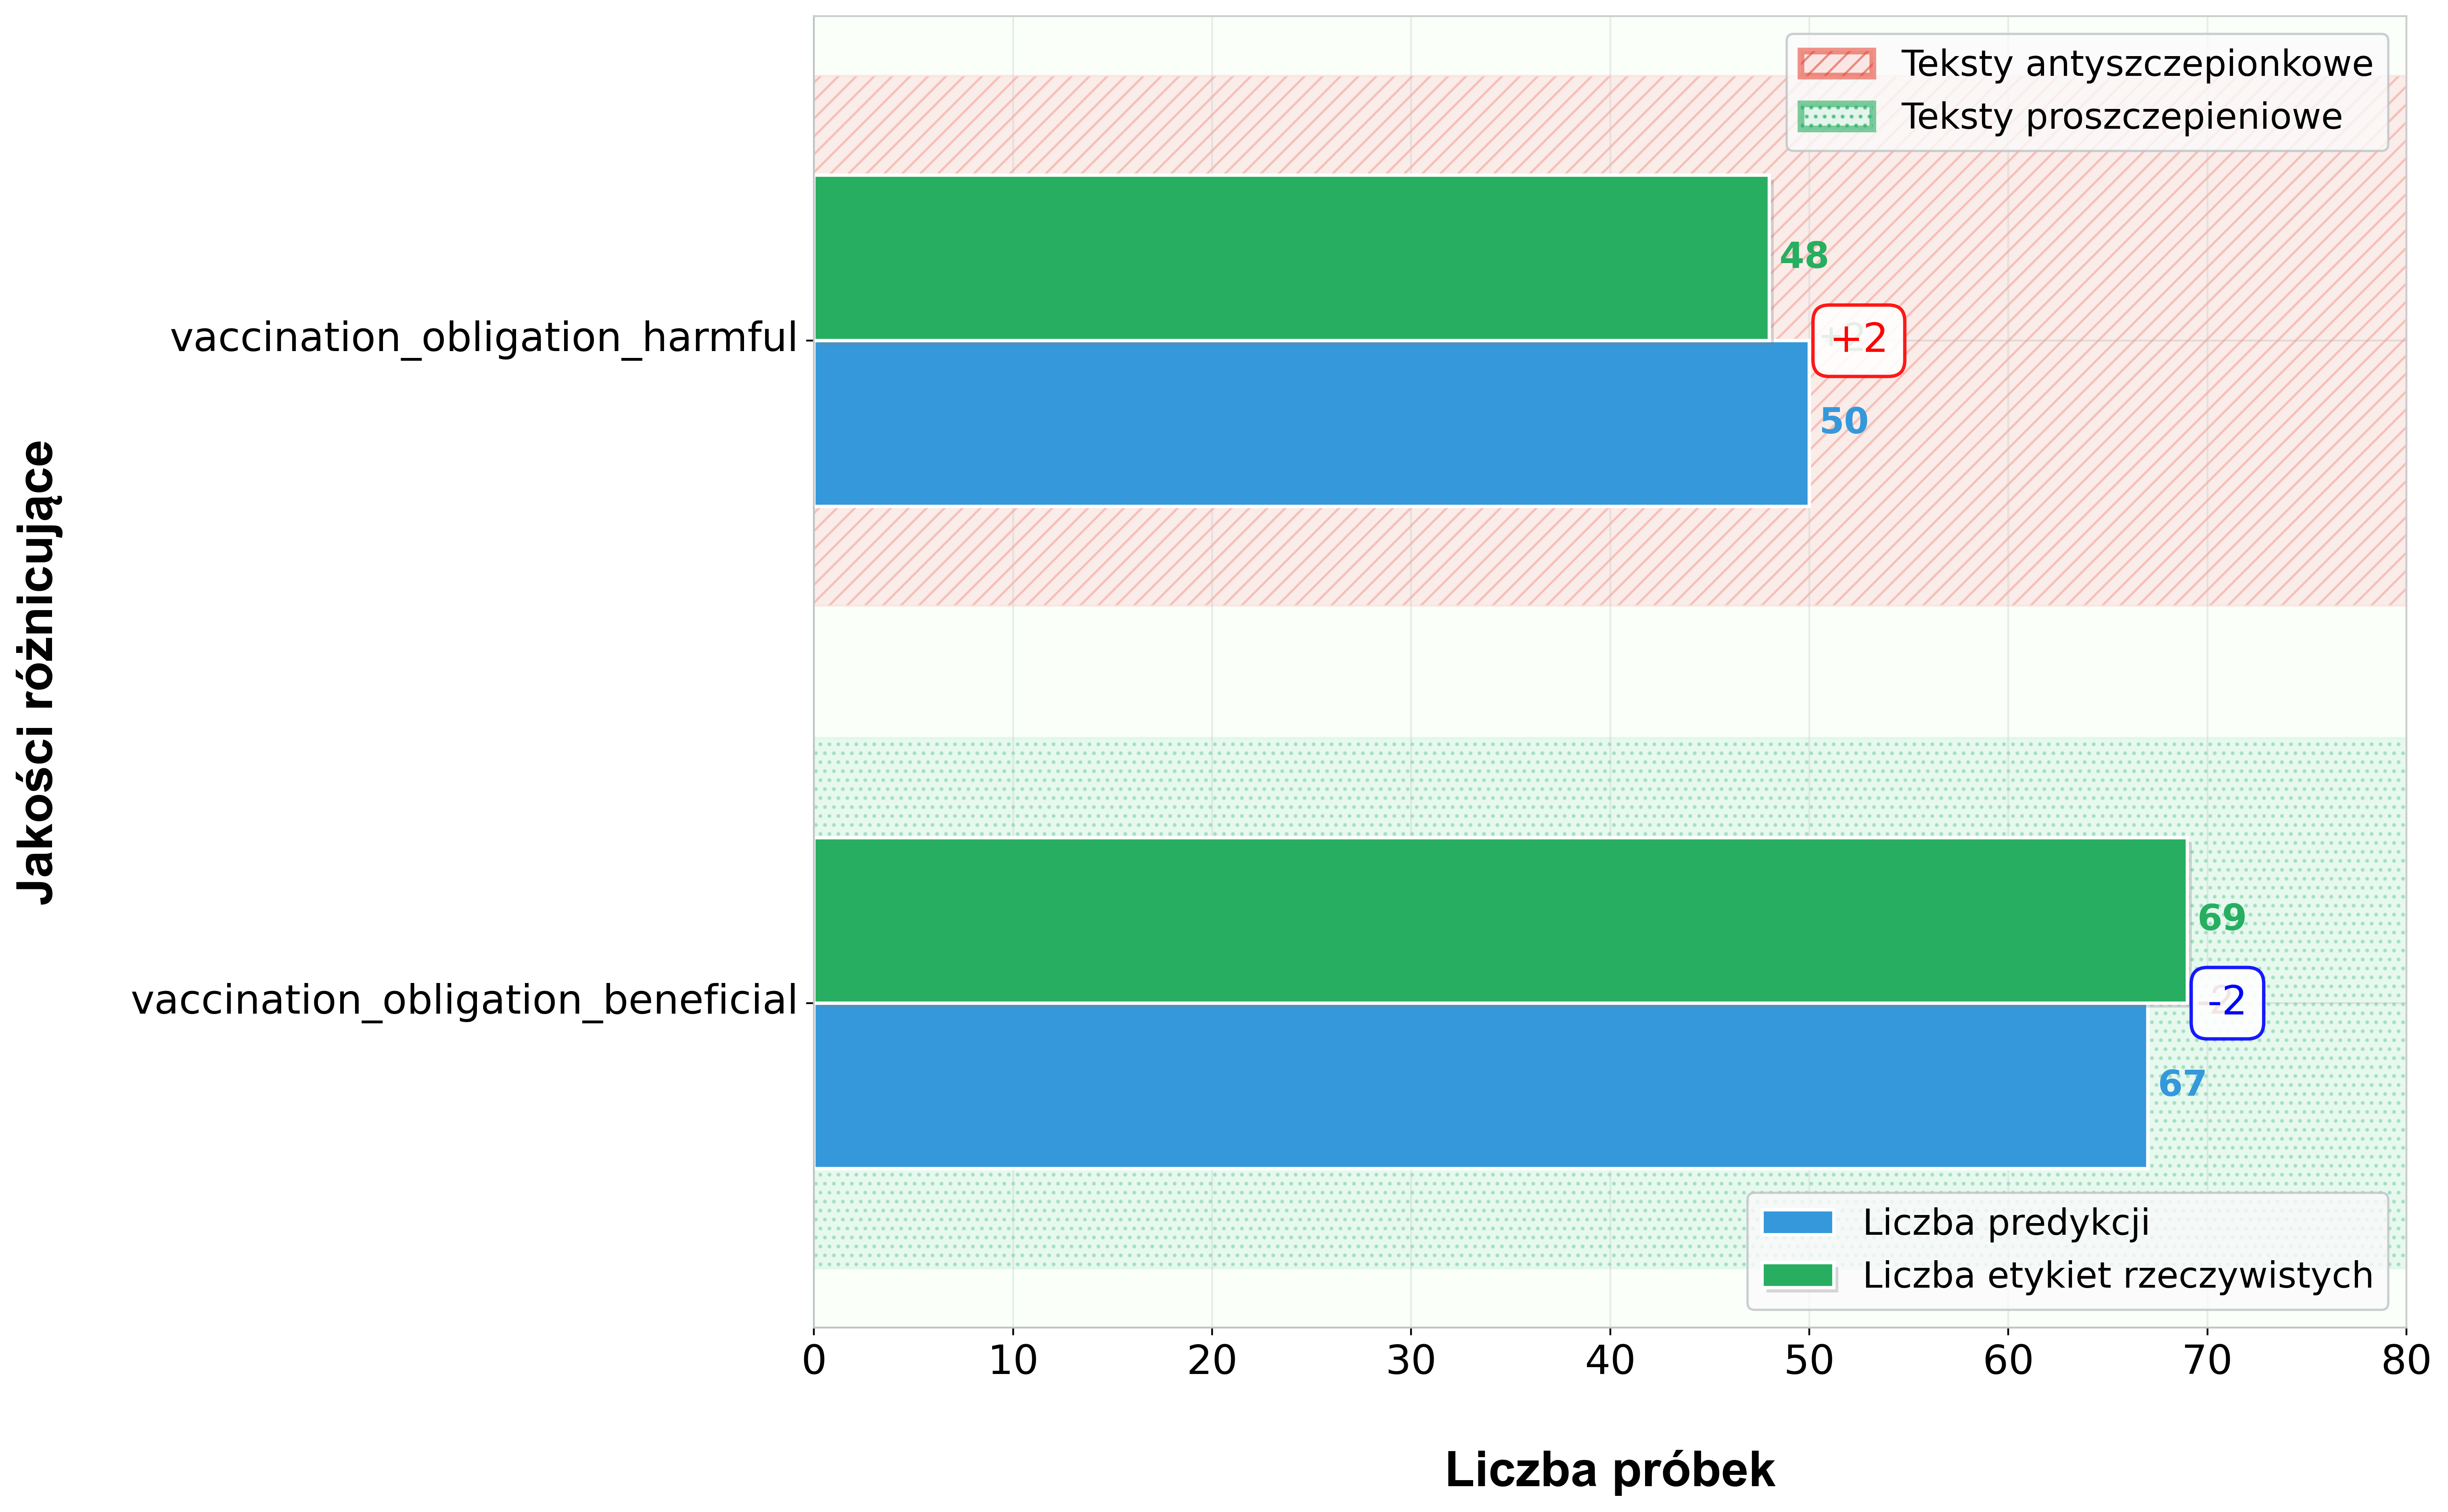 Teksty antyszczepionkowe
Teksty proszczepieniowe
48
vaccination_obligation_harmful
+2
50
Jakości różnicujące
69
vaccination_obligation_beneficial
-2
67
Liczba predykcji
Liczba etykiet rzeczywistych
0 10 20 30 40 50 60 70 80
Liczba próbek